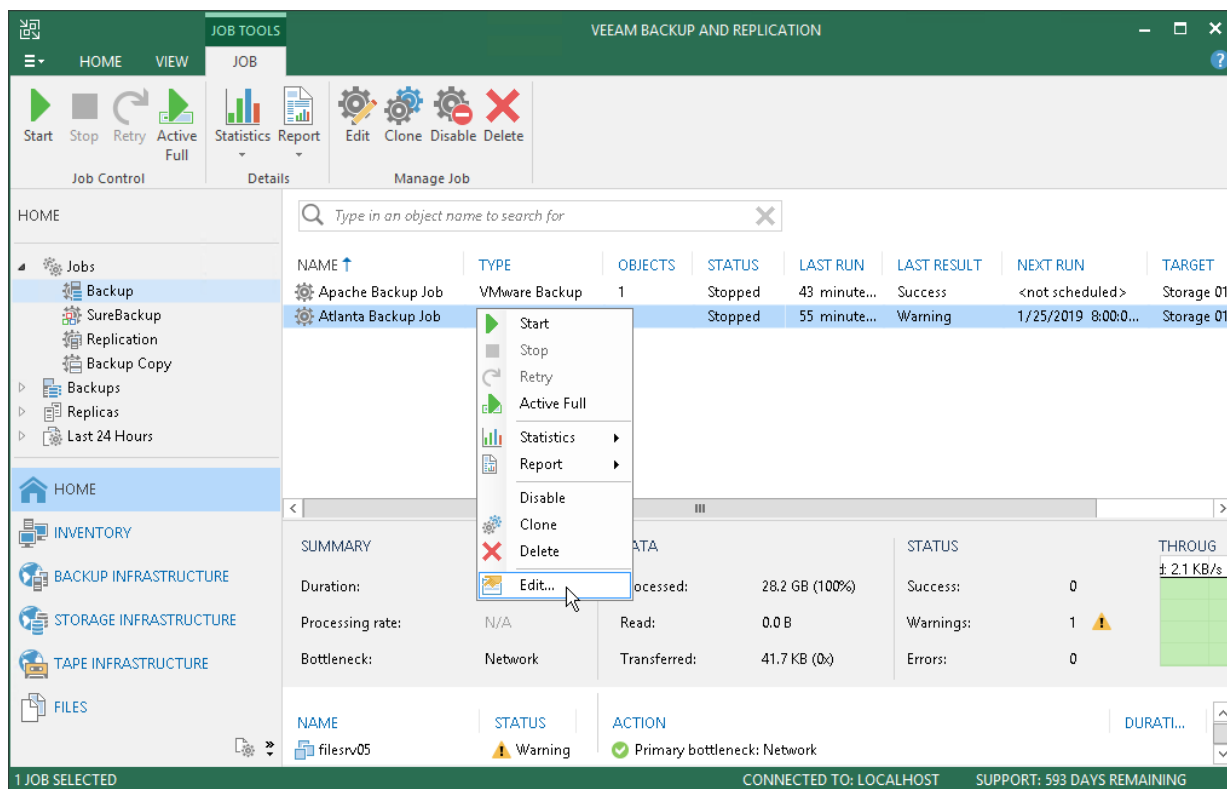 JOB TOOLS
VEEAM BACKUP AND REPLICATION
HOME VIEW JOB
?
Start Stop Retry Active Full Statistics Report Edit Clone Disable Delete
Job Control Details Manage Job
HOME
Type in an object name to search for
Jobs
Backup
SureBackup
Replication
Backup Copy
Backups
Replicas
Last 24 Hours
HOME
INVENTORY
BACKUP INFRASTRUCTURE
STORAGE INFRASTRUCTURE
TAPE INFRASTRUCTURE
FILES
NAME TYPE OBJECTS STATUS LAST RUN LAST RESULT NEXT RUN TARGET
Apache Backup Job VMware Backup 1 Stopped 43 minute... Success <not scheduled> Storage 01
Atlanta Backup Job Stopped 55 minute... Warning 1/25/2019 8:00:0... Storage 01
Start
Stop
Retry
Active Full
Statistics
Report
Disable
Clone
Delete
Edit...
SUMMARY ATA STATUS THROUG
Duration: ocessed: 28.2 GB (100%) Success: 0 2.1 KB/s
Processing rate: N/A Read: 0.0 B Warnings: 1
Bottleneck: Network Transferred: 41.7 KB (0x) Errors: 0
NAME STATUS ACTION DURATI...
filesrv05 Warning Primary bottleneck: Network
1 JOB SELECTED CONNECTED TO: LOCALHOST SUPPORT: 593 DAYS REMAINING